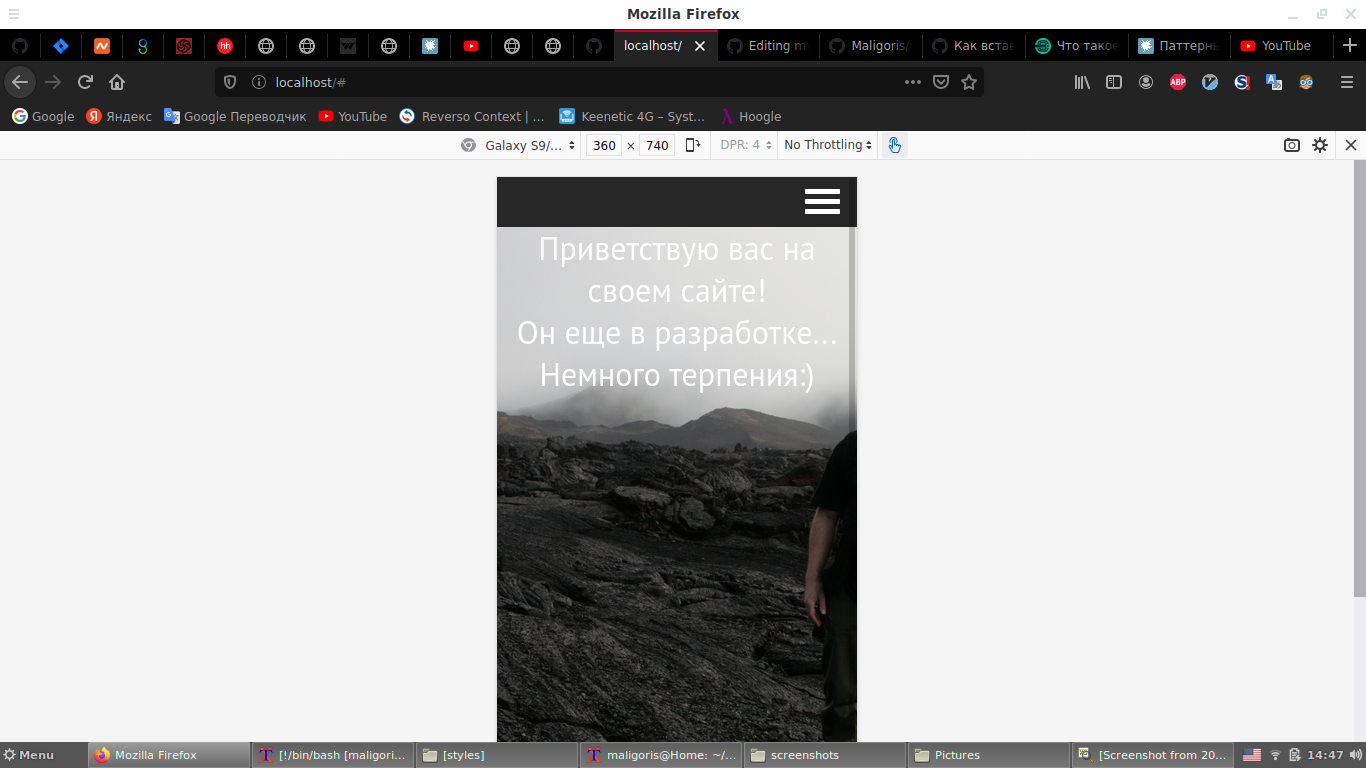 Mozilla Firefox
localhost/
Editing m
Maligoris/
Как встав
Что такое
Паттерны
YouTube
localhost/#
Google
Яндекс
Google Переводчик
YouTube
Reverso Context | ...
Keenetic 4G – Syst...
Hoogle
Galaxy S9/...
360 × 740
DPR: 4
No Throttling
Приветствую вас на
своем сайте!
Он еще в разработке...
Немного терпения:)
Menu
Mozilla Firefox
[!/bin/bash [maligori...
[styles]
maligoris@Home: ~/...
screenshots
Pictures
[Screenshot from 20...
14:47